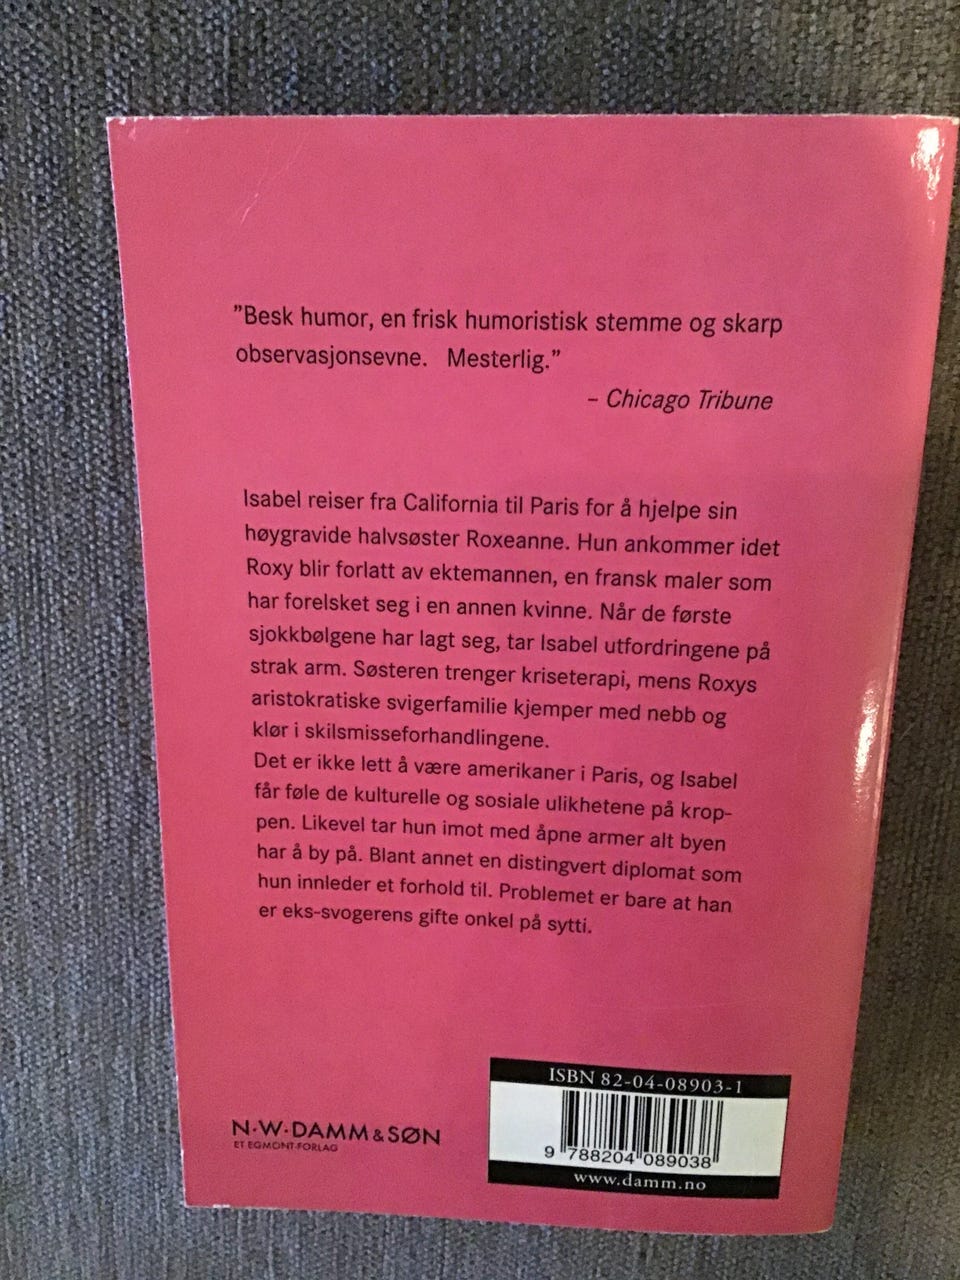 ”Besk humor, en frisk humoristisk stemme og skarp
observasjonsevne. Mesterlig.”
– Chicago Tribune
Isabel reiser fra California til Paris for å hjelpe sin
høygravide halvsøster Roxeanne. Hun ankommer idet
Roxy blir forlatt av ektemannen, en fransk maler som
har forelsket seg i en annen kvinne. Når de første
sjokkbølgene har lagt seg, tar Isabel utfordringene på
strak arm. Søsteren trenger kriseterapi, mens Roxys
aristokratiske svigerfamilie kjemper med nebb og
klør i skilsmisseforhandlingene.
Det er ikke lett å være amerikaner i Paris, og Isabel
får føle de kulturelle og sosiale ulikhetene på krop-
pen. Likevel tar hun imot med åpne armer alt byen
har å by på. Blant annet en distingvert diplomat som
hun innleder et forhold til. Problemet er bare at han
er eks-svogerens gifte onkel på sytti.
N·W·DAMM & SØN
ET EGMONT-FORLAG
ISBN 82-04-08903-1
9 788204 089038
www.damm.no